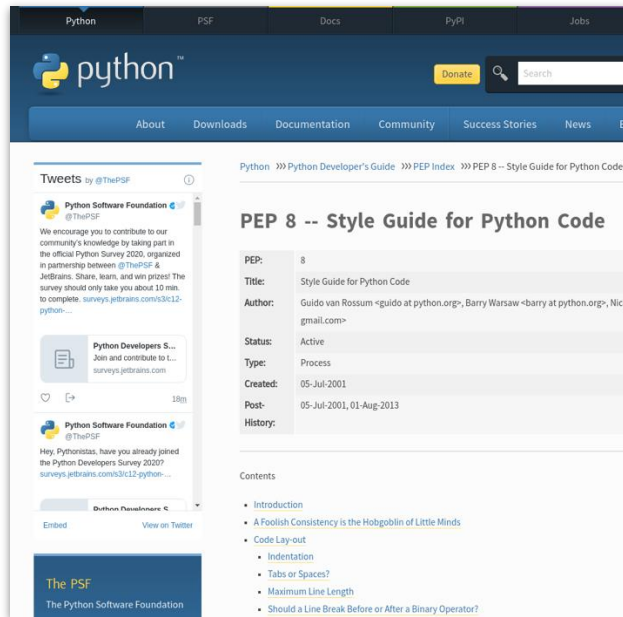 Python PSF Docs PyPI Jobs
python™
Donate Search
About Downloads Documentation Community Success Stories News
Tweets by @ThePSF
Python Software Foundation
@ThePSF
We encourage you to contribute to our
community's knowledge by taking part in
the official Python Survey 2020, organized
in partnership between @ThePSF &
JetBrains. Share, learn, and win prizes! The
survey should only take you about 10 min.
to complete. surveys.jetbrains.com/s3/c12-
python-…
Python Developers S...
Join and contribute to t...
surveys.jetbrains.com
18m
Python Software Foundation
@ThePSF
Hey, Pythonistas, have you already joined
the Python Developers Survey 2020?
surveys.jetbrains.com/s3/c12-python-…
Python Developers S...
Embed View on Twitter
The PSF
The Python Software Foundation
Python >>> Python Developer's Guide >>> PEP Index >>> PEP 8 -- Style Guide for Python Code
PEP 8 -- Style Guide for Python Code
PEP: 8
Title: Style Guide for Python Code
Author: Guido van Rossum <guido at python.org>, Barry Warsaw <barry at python.org>, Nic
gmail.com>
Status: Active
Type: Process
Created: 05-Jul-2001
Post- 05-Jul-2001, 01-Aug-2013
History:
Contents
Introduction
A Foolish Consistency is the Hobgoblin of Little Minds
Code Lay-out
Indentation
Tabs or Spaces?
Maximum Line Length
Should a Line Break Before or After a Binary Operator?